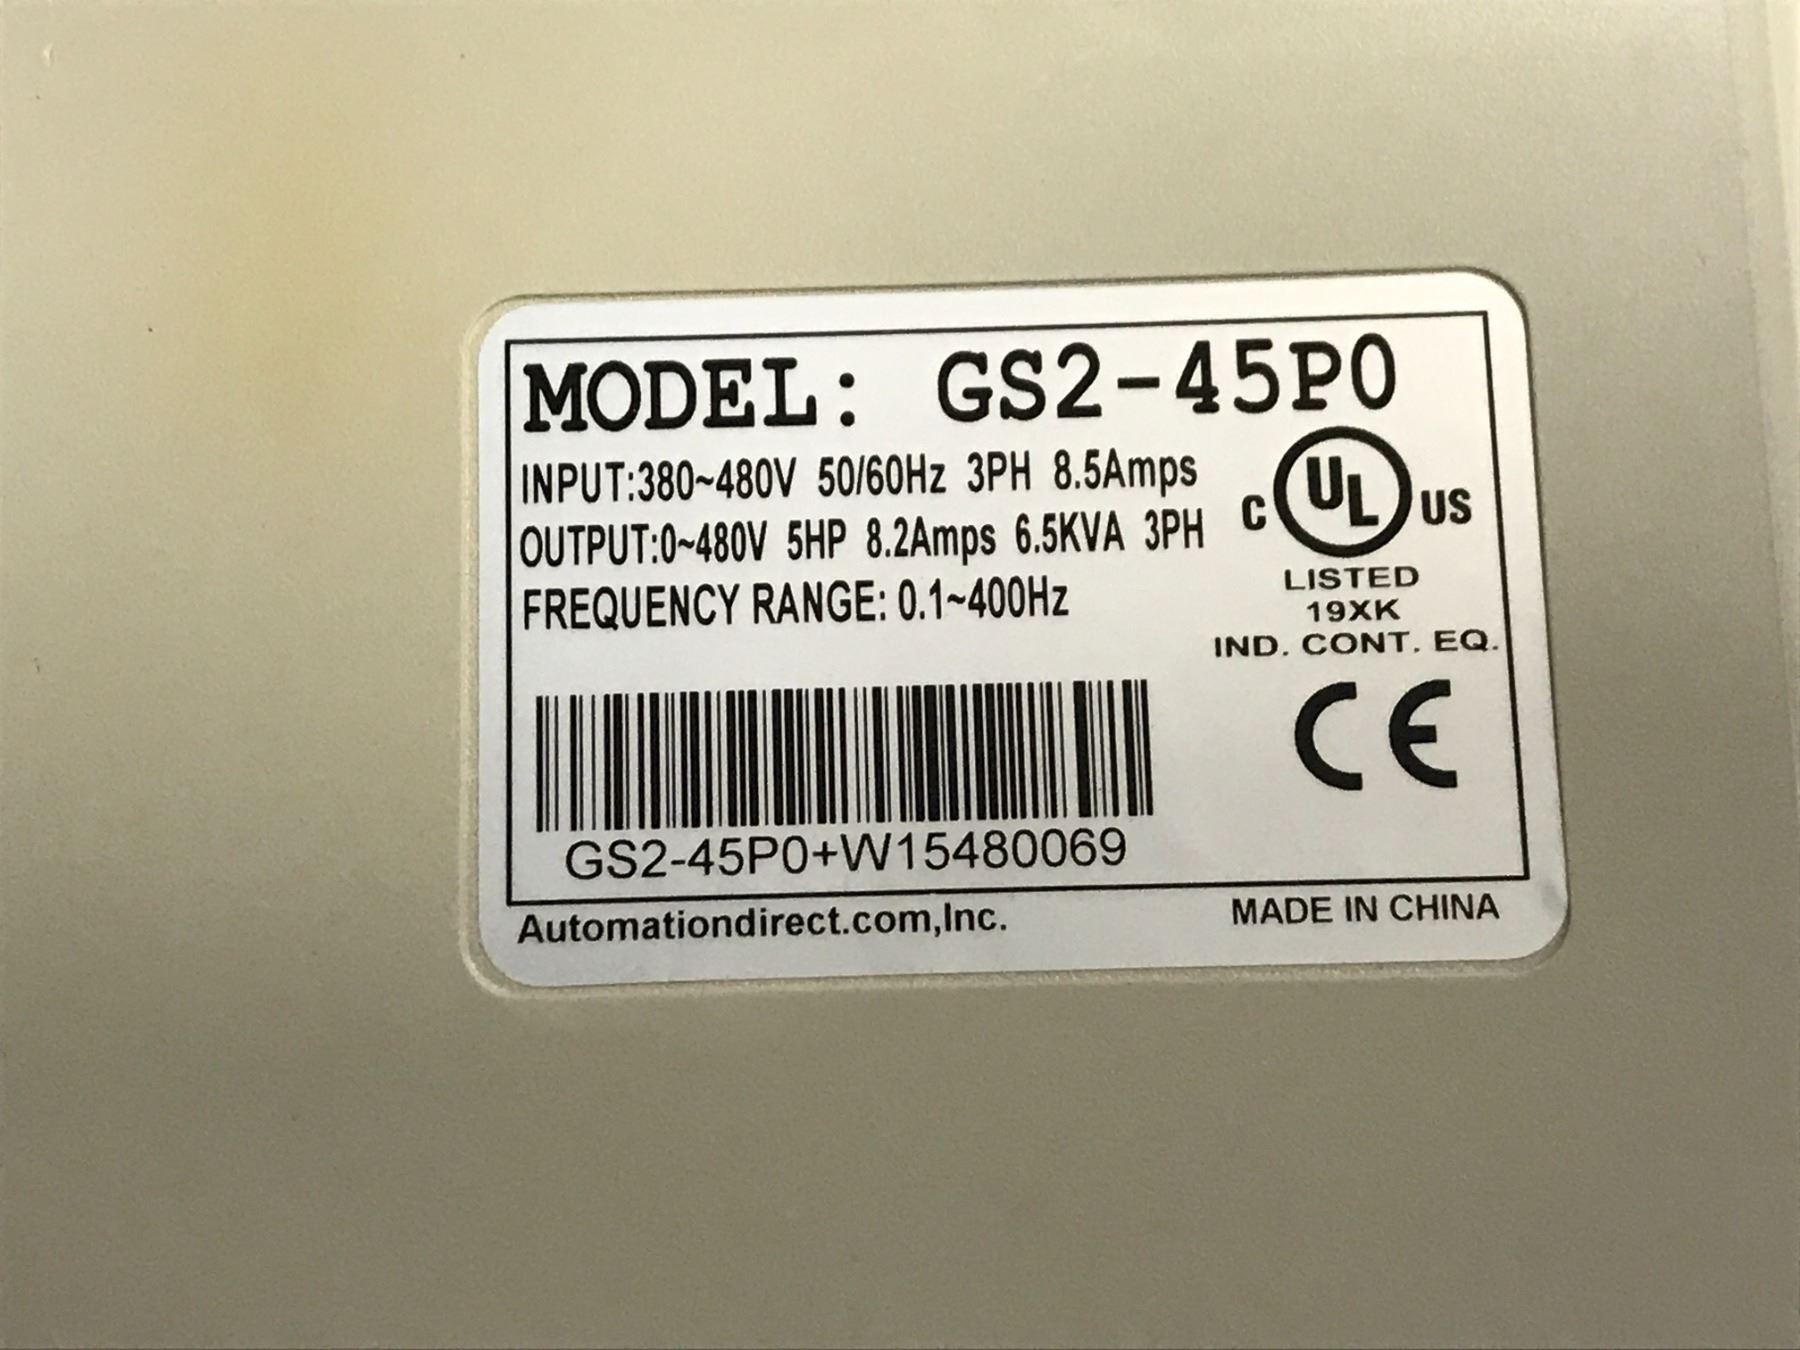 MODEL: GS2-45P0
INPUT:380~480V 50/60Hz 3PH 8.5Amps
OUTPUT:0~480V 5HP 8.2Amps 6.5KVA 3PH
FREQUENCY RANGE: 0.1~400Hz
C UL US
LISTED
19XK
IND. CONT. EQ.
CE
GS2-45P0+W15480069
Automationdirect.com,Inc.
MADE IN CHINA